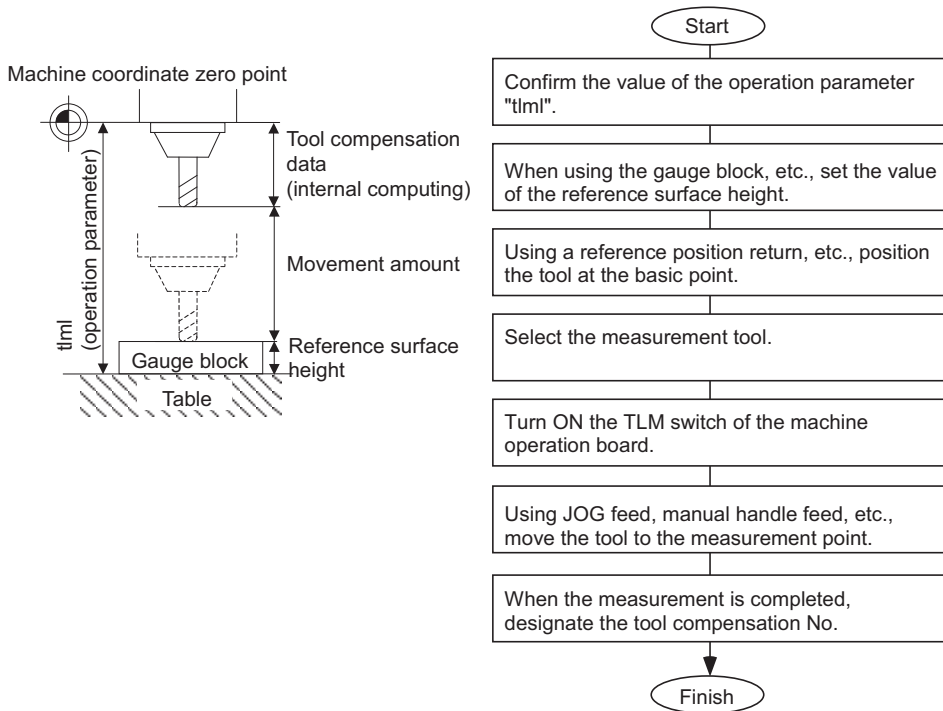 Machine coordinate zero point
Tool compensation
data
(internal computing)
Movement amount
tlml
(operation parameter)
Reference surface
height
Gauge block
Table
Start
Confirm the value of the operation parameter
"tlml".
When using the gauge block, etc., set the value
of the reference surface height.
Using a reference position return, etc., position
the tool at the basic point.
Select the measurement tool.
Turn ON the TLM switch of the machine
operation board.
Using JOG feed, manual handle feed, etc.,
move the tool to the measurement point.
When the measurement is completed,
designate the tool compensation No.
Finish